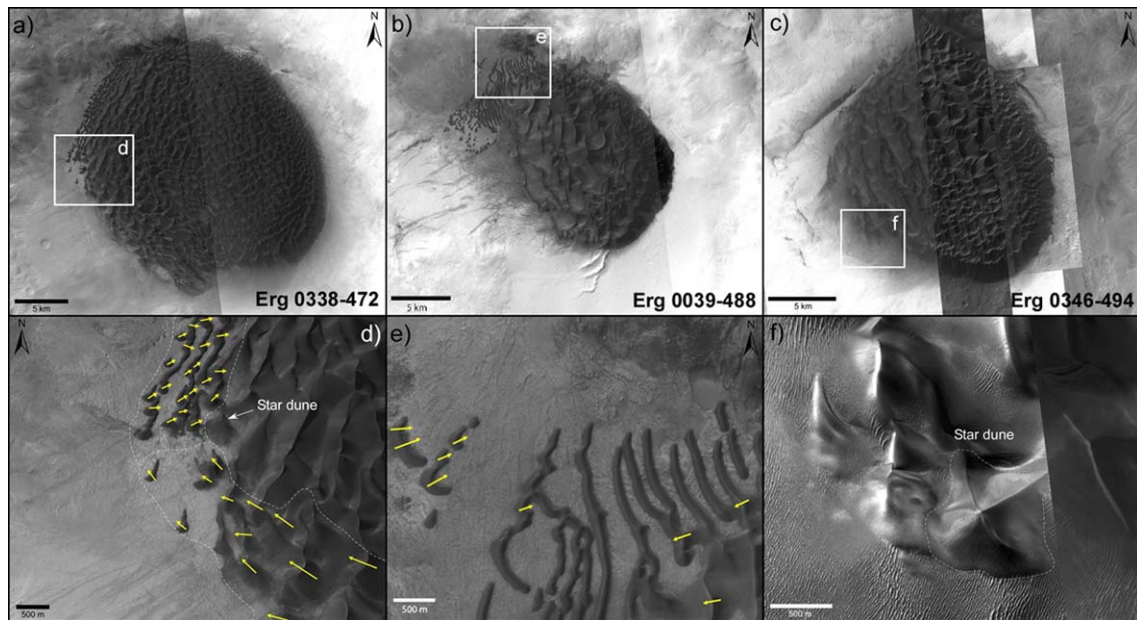 a)
N
d
5 km
Erg 0338-472
b)
N
e
5 km
Erg 0039-488
c)
N
f
5 km
Erg 0346-494
N
d)
Star dune
500 m
e)
N
500 m
f)
N
Star dune
500 m